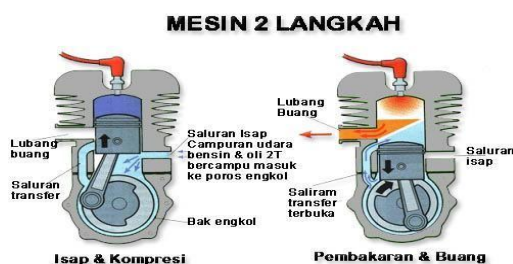 MESIN 2 LANGKAH
Lubang
buang
Saluran
transfer
Saluran Isap
Campuran udara
bensin & oli 2T
bercampu masuk
ke poros engkol
Bak engkol
Isap & Kompresi
Lubang
Buang
Saluran
isap
Saliram
transfer
terbuka
Pembakaran & Buang